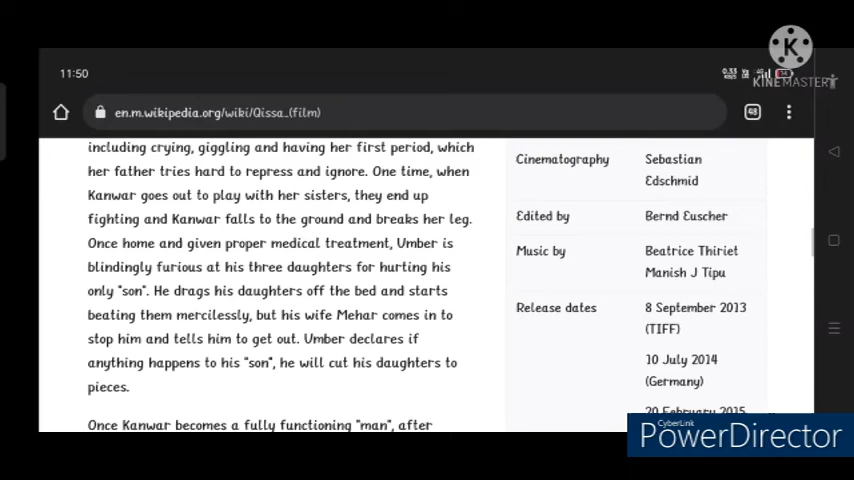 11:50
KINEMASTER
en.m.wikipedia.org/wiki/Qissa_(film)
including crying, giggling and having her first period, which
her father tries hard to repress and ignore. One time, when
Kanwar goes out to play with her sisters, they end up
fighting and Kanwar falls to the ground and breaks her leg.
Once home and given proper medical treatment, Umber is
blindingly furious at his three daughters for hurting his
only "son". He drags his daughters off the bed and starts
beating them mercilessly, but his wife Mehar comes in to
stop him and tells him to get out. Umber declares if
anything happens to his "son", he will cut his daughters to
pieces.
Once Kanwar becomes a fully functioning "man", after
Cinematography
Sebastian
Edschmid
Edited by
Bernd Euscher
Music by
Beatrice Thiriet
Manish J Tipu
Release dates
8 September 2013
(TIFF)
10 July 2014
(Germany)
20 February 2015
CyberLink
PowerDirector